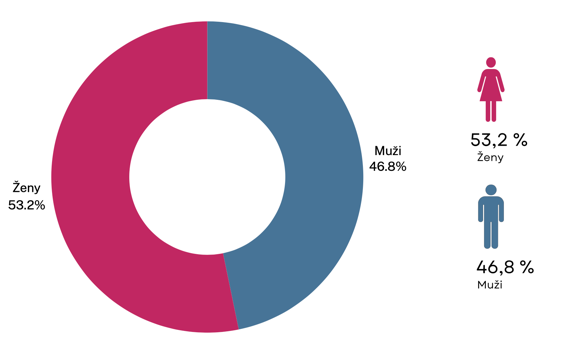 Ženy
53.2%
Muži
46.8%
53,2 %
Ženy
46,8 %
Muži